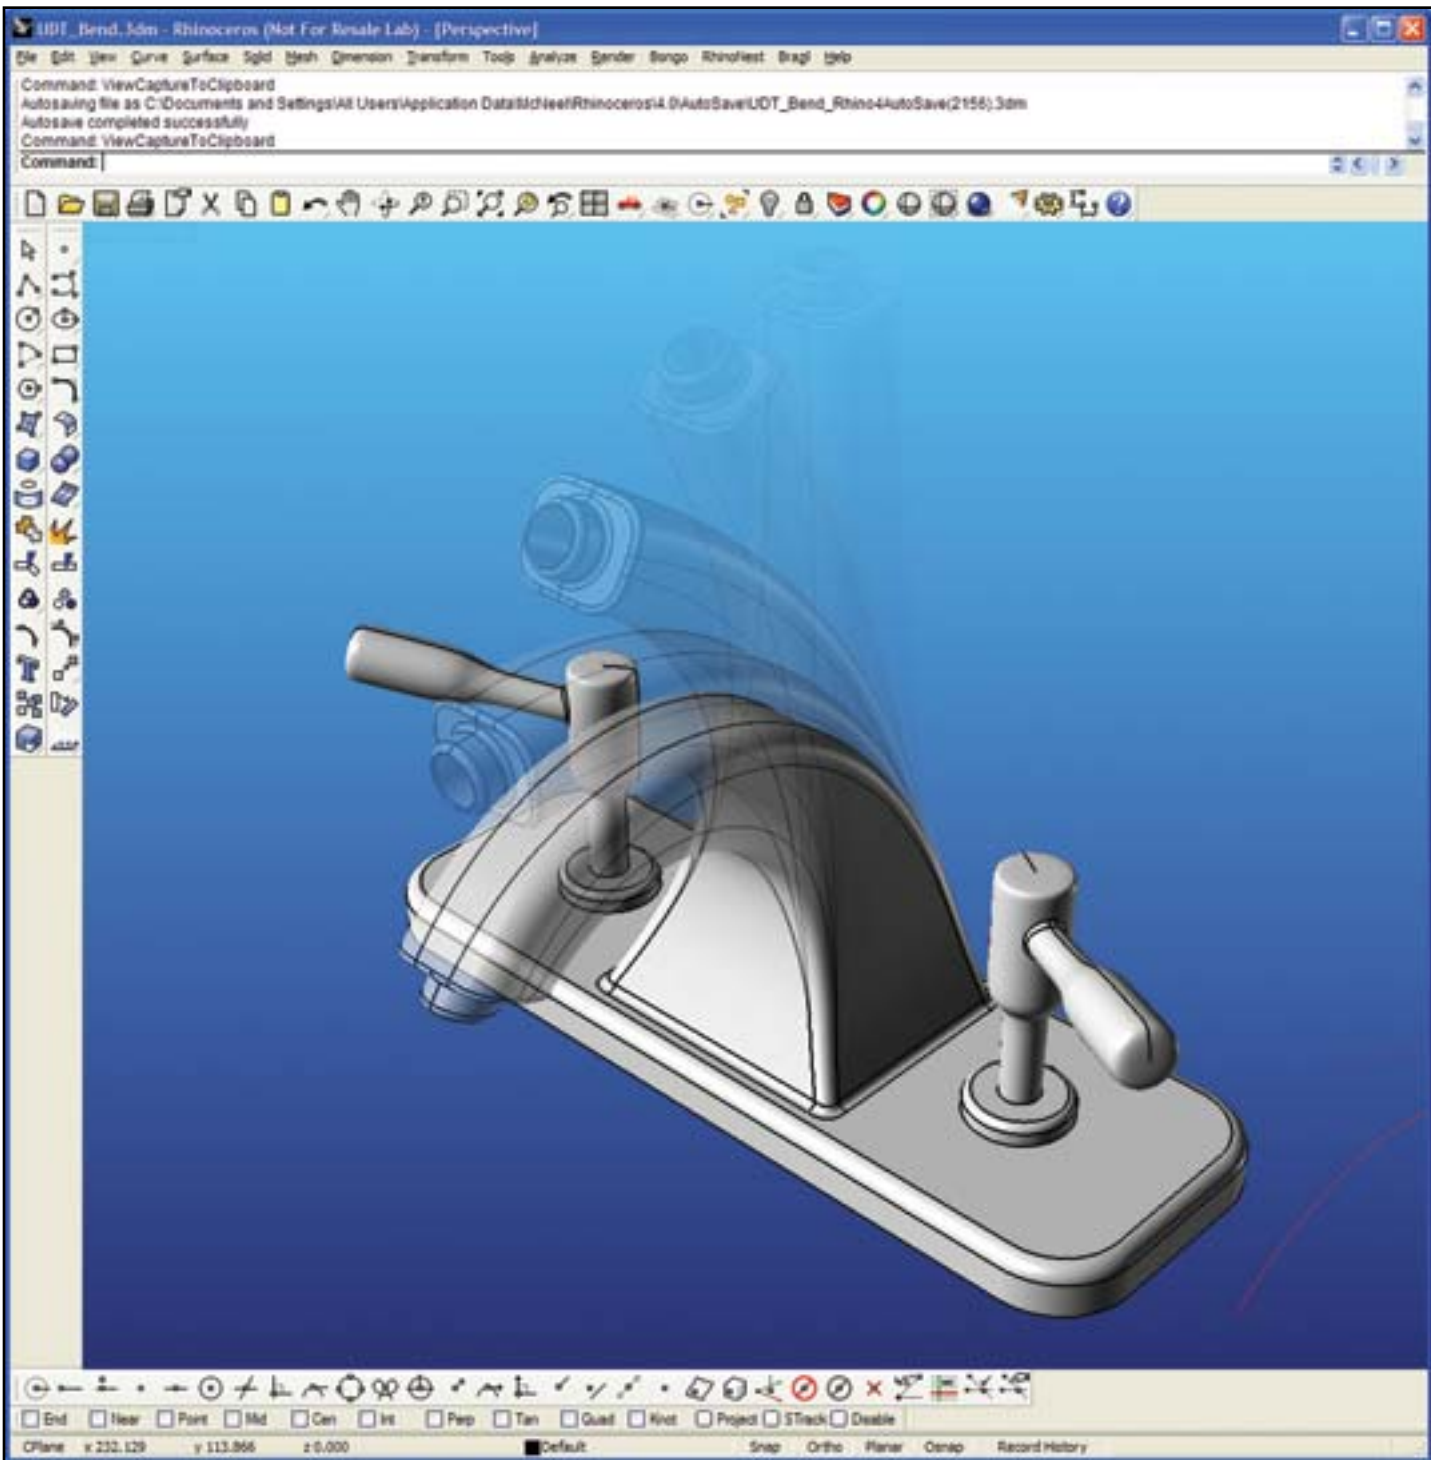 UDT_Bend.3dm - Rhinoceros (Not For Resale Lab) - [Perspective]
File Edit View Curve Surface Solid Mesh Dimension Transform Tools Analyze Render Bongo RhinoNest Brazil Help
Command: ViewCaptureToClipboard
Autosaving file as C:\Documents and Settings\All Users\Application Data\McNeel\Rhinoceros\4.0\AutoSave\UDT_Bend_Rhino4AutoSave(2156).3dm
Autosave completed successfully
Command: ViewCaptureToClipboard
Command:
End Near Point Mid Cen Int Perp Tan Quad Knot Project STrack Disable
CPlane x 232.129 y 113.866 z 0.000 Default Snap Ortho Planar Osnap Record History